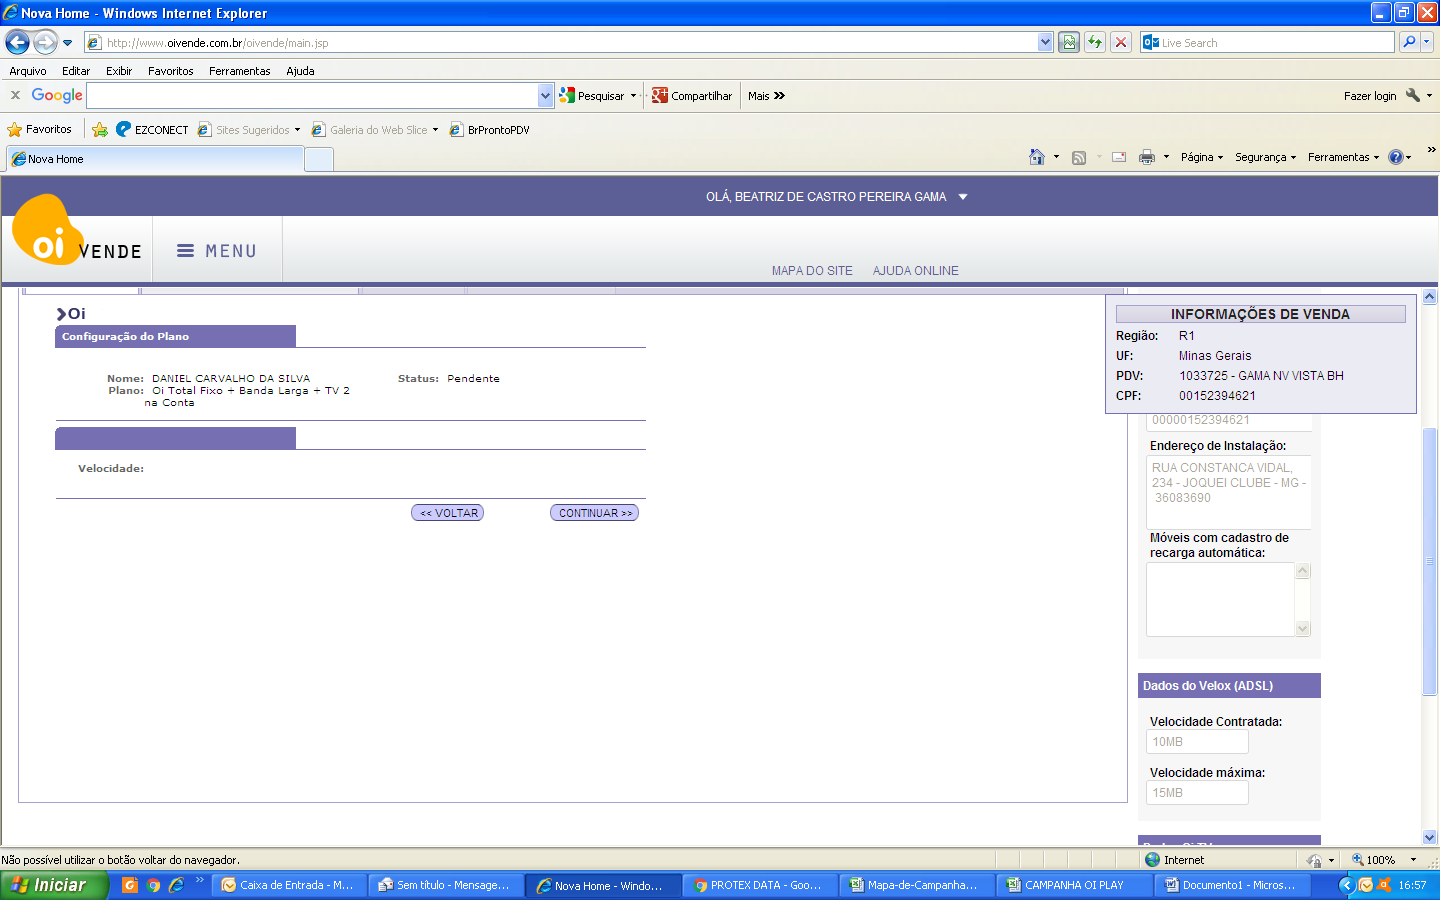 Nova Home - Windows Internet Explorer
http://www.oivende.com.br/oivende/main.jsp
Live Search
Arquivo Editar Exibir Favoritos Ferramentas Ajuda
x Google Pesquisar Compartilhar Mais >> Fazer login
Favoritos EZCONECT Sites Sugeridos Galeria do Web Slice BrProntoPDV
Nova Home
Página Segurança Ferramentas
OLÁ, BEATRIZ DE CASTRO PEREIRA GAMA
oi VENDE MENU
MAPA DO SITE AJUDA ONLINE
Oi
Configuração do Plano
Nome: DANIEL CARVALHO DA SILVA Status: Pendente
Plano: Oi Total Fixo + Banda Larga + TV 2
na Conta
Velocidade:
<< VOLTAR CONTINUAR >>
INFORMAÇÕES DE VENDA
Região: R1
UF: Minas Gerais
PDV: 1033725 - GAMA NV VISTA BH
CPF: 00152394621
00000152394621
Endereço de Instalação:
RUA CONSTANCA VIDAL,
234 - JOQUEI CLUBE - MG -
36083690
Móveis com cadastro de
recarga automática:
Dados do Velox (ADSL)
Velocidade Contratada:
10MB
Velocidade máxima:
15MB
Não possível utilizar o botão voltar do navegador.
Internet 100%
Iniciar Caixa de Entrada - M... Sem título - Mensage... Nova Home - Windo... PROTEX DATA - Goo... Mapa-de-Campanha... CAMPANHA OI PLAY Documento1 - Micros... 16:57